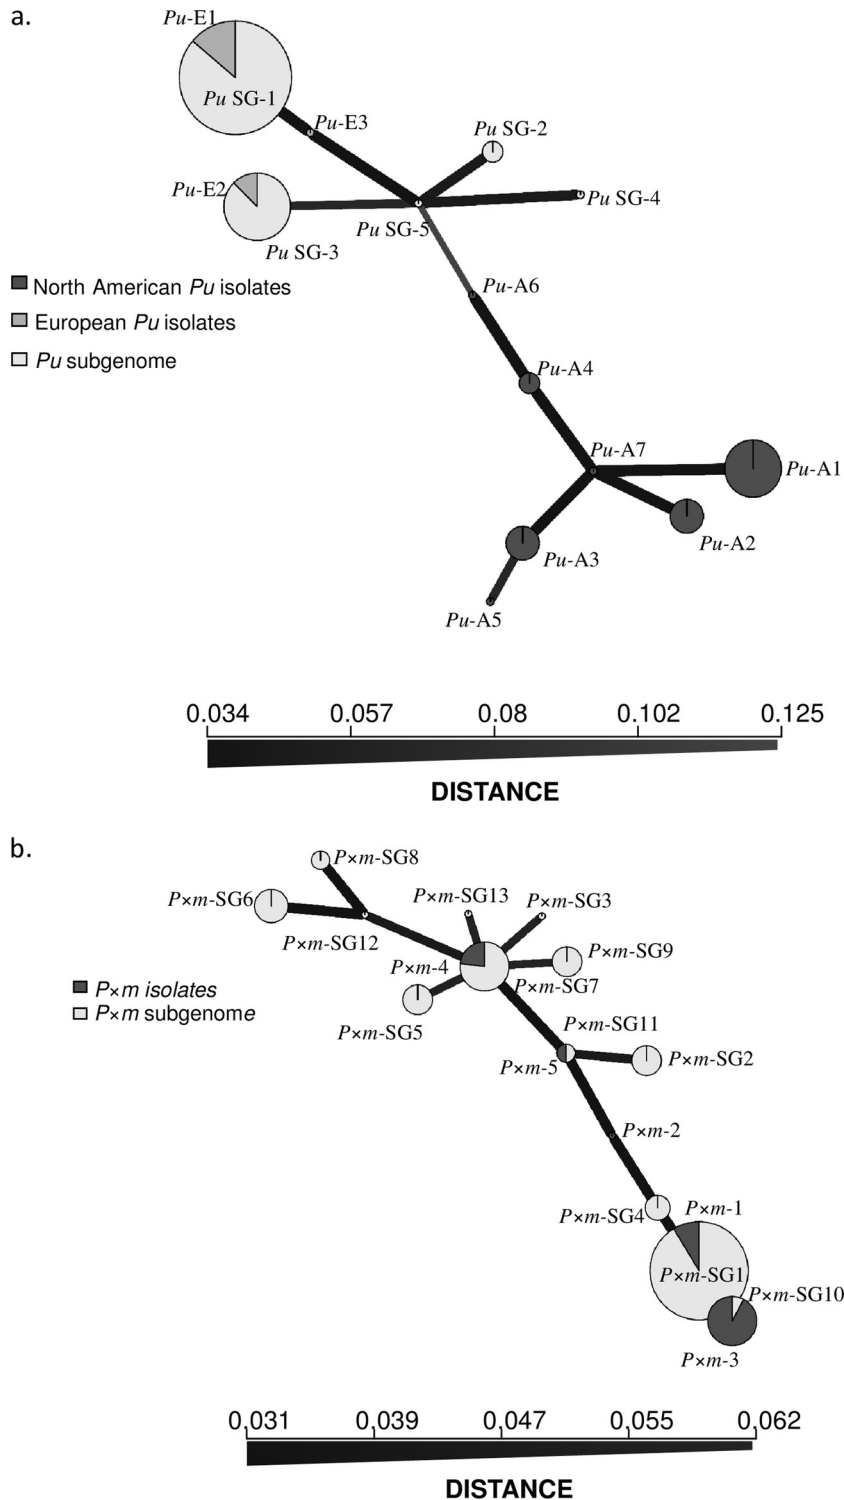 a.
Pu-E1
Pu SG-1
Pu-E3
Pu SG-2
Pu-E2
Pu SG-4
Pu SG-5
Pu SG-3
Pu-A6
North American Pu isolates
European Pu isolates
Pu subgenome
Pu-A4
Pu-A7
Pu-A1
Pu-A2
Pu-A3
Pu-A5
0.034 0.057 0.08 0.102 0.125
DISTANCE
b.
P×m-SG8
P×m-SG6
P×m-SG13
P×m-SG3
P×m-SG12
P×m-SG9
P×m-4
P×m-SG7
P×m isolates
P×m subgenome
P×m-SG5
P×m-SG11
P×m-SG2
P×m-5
P×m-2
P×m-SG4
P×m-1
P×m-SG1
P×m-SG10
P×m-3
0.031 0.039 0.047 0.055 0.062
DISTANCE